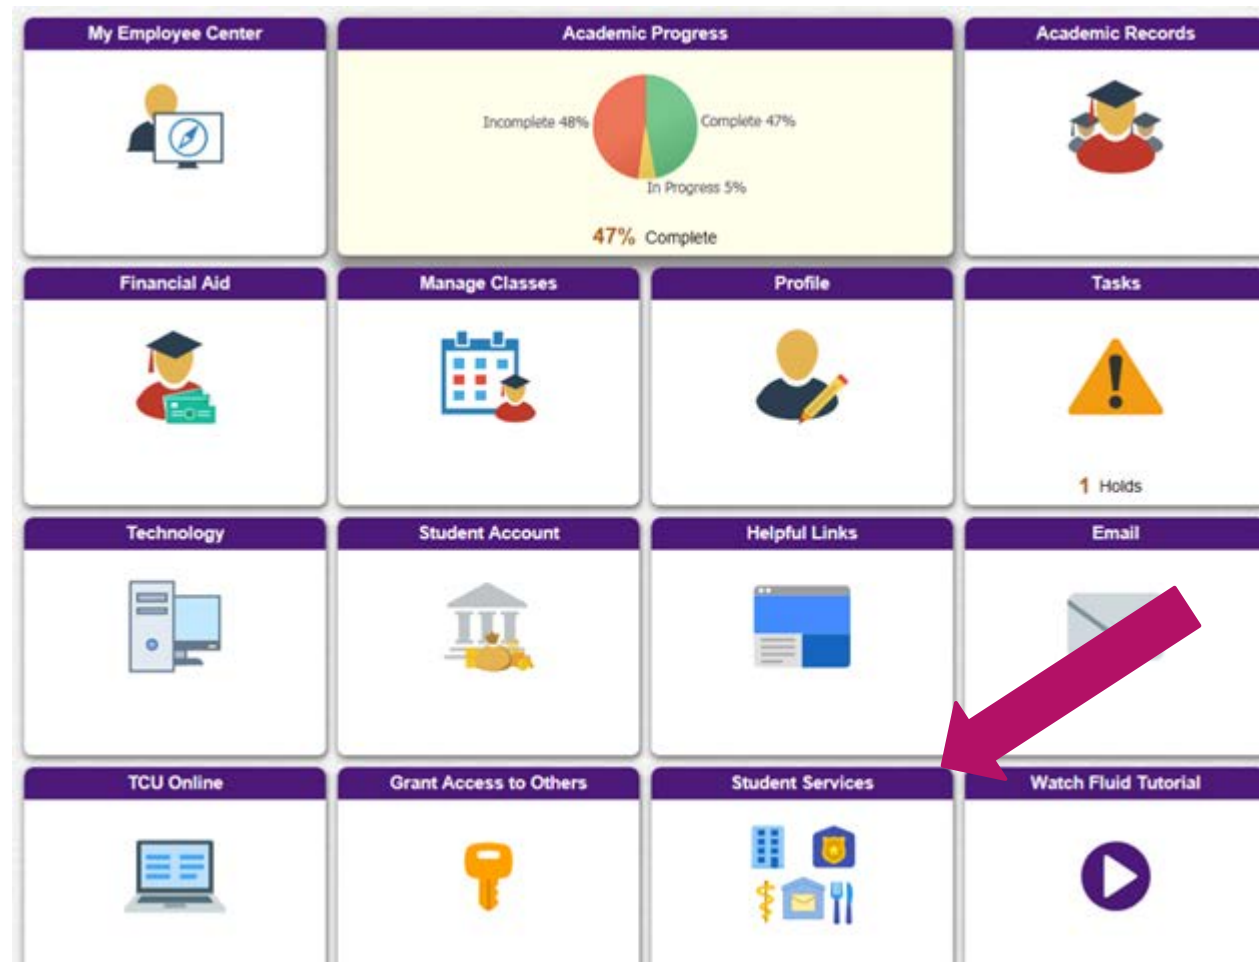 My Employee Center
Academic Progress
Academic Records
Incomplete 48%
Complete 47%
In Progress 5%
47% Complete
Financial Aid
Manage Classes
Profile
Tasks
1 Holds
Technology
Student Account
Helpful Links
Email
TCU Online
Grant Access to Others
Student Services
Watch Fluid Tutorial